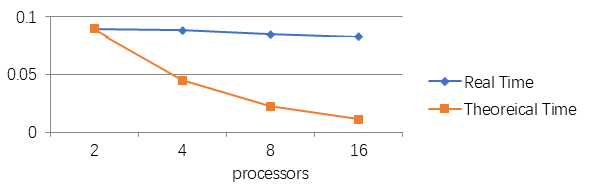 0.1
0.05
0
2 4 8 16
processors
Real Time
Theoreical Time